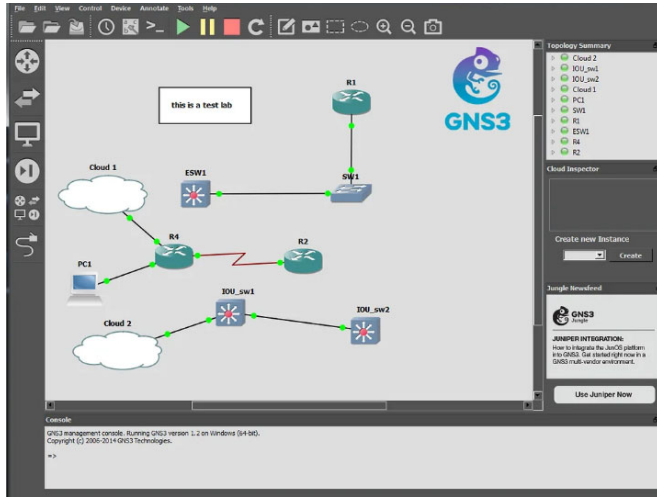 File Edit View Control Device Annotate Tools Help
this is a test lab
R1
GNS3
Cloud 1
ESW1
SW1
R4
R2
PC1
IOU_sw1
IOU_sw2
Cloud 2
Topology Summary
Cloud 2
IOU_sw1
IOU_sw2
Cloud 1
PC1
SW1
R1
ESW1
R4
R2
Cloud Inspector
Create new Instance
Create
Jungle Newsfeed
GNS3
Jungle
JUNIPER INTEGRATION:
How to integrate the JunOS platform
into GNS3. Get started right now in a
GNS3 multi-vendor environment.
Use Juniper Now
Console
GNS3 management console. Running GNS3 version 1.2 on Windows (64-bit).
Copyright (c) 2006-2014 GNS3 Technologies.
=>